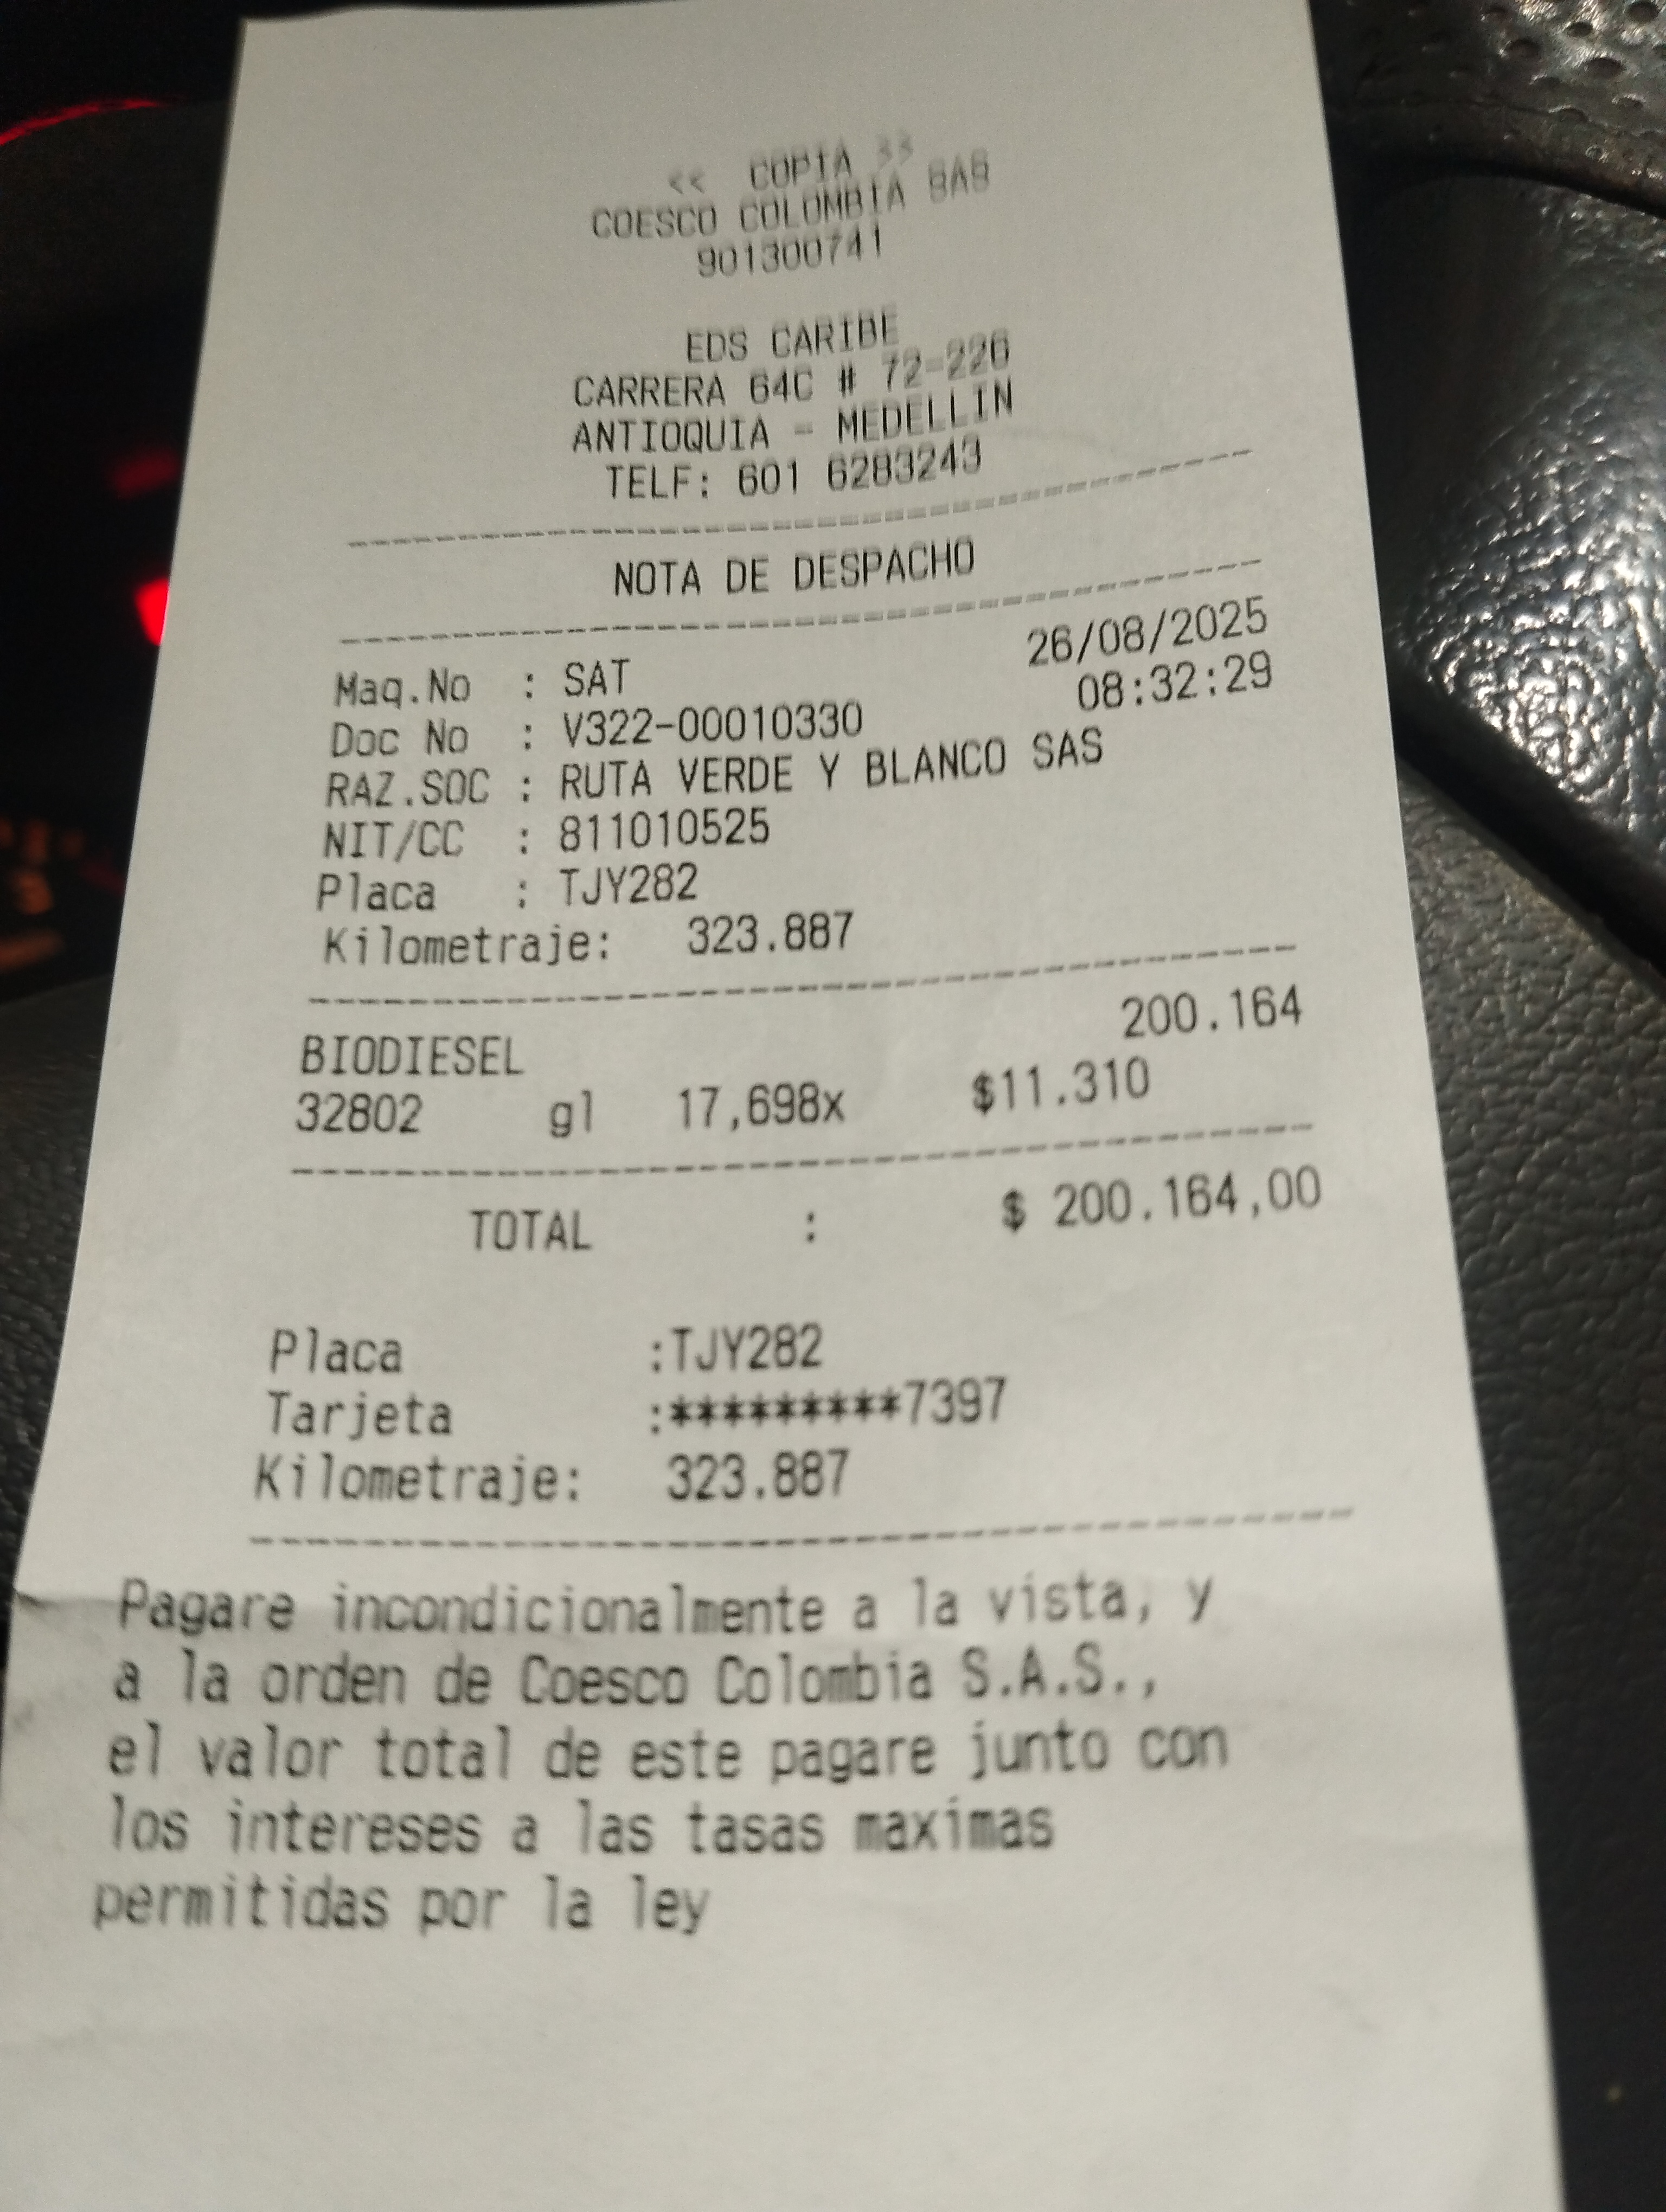 << COPIA >>
COESCO COLOMBIA SAS
901300741
EDS CARIBE
CARRERA 64C # 72-226
ANTIOQUIA - MEDELLIN
TELF: 601 6283243
NOTA DE DESPACHO
26/08/2025
Maq.No : SAT 08:32:29
Doc No : V322-00010330
RAZ.SOC : RUTA VERDE Y BLANCO SAS
NIT/CC : 811010525
Placa : TJY282
Kilometraje: 323.887
BIODIESEL 200.164
32802 gl 17,698x $11.310
TOTAL : $ 200.164,00
Placa :TJY282
Tarjeta :*********7397
Kilometraje: 323.887
Pagare incondicionalmente a la vista, y
a la orden de Coesco Colombia S.A.S.,
el valor total de este pagare junto con
los intereses a las tasas maximas
permitidas por la ley